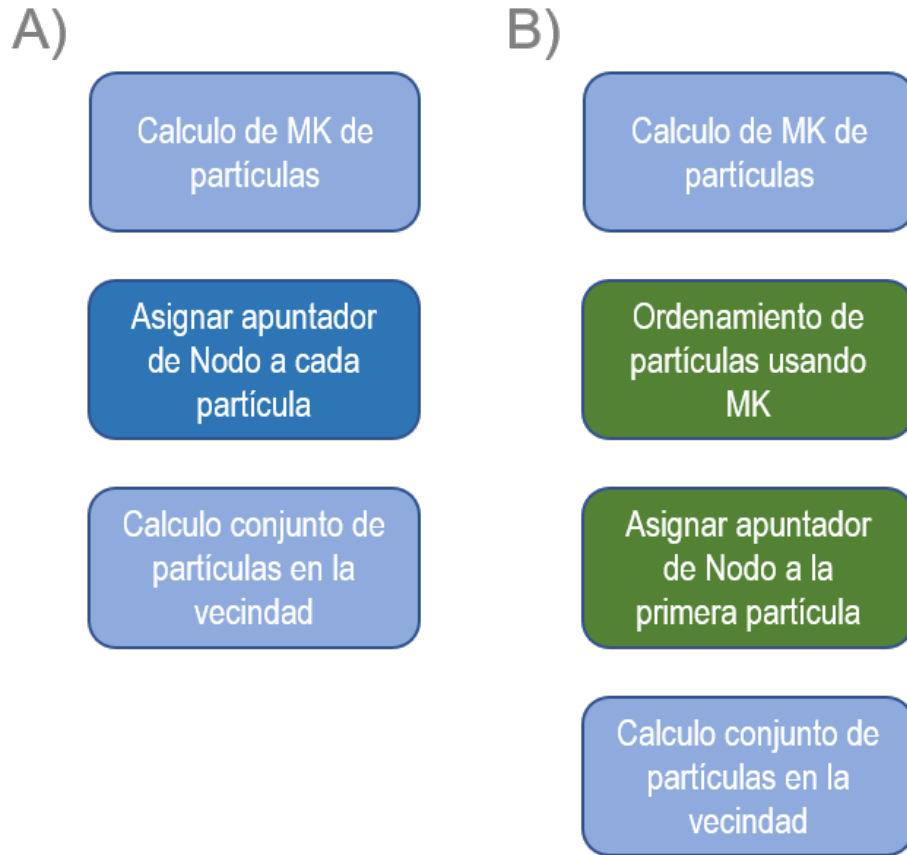 A)
Calculo de MK de
partículas
Asignar apuntador
de Nodo a cada
partícula
Calculo conjunto de
partículas en la
vecindad
B)
Calculo de MK de
partículas
Ordenamiento de
partículas usando
MK
Asignar apuntador
de Nodo a la
primera partícula
Calculo conjunto de
partículas en la
vecindad